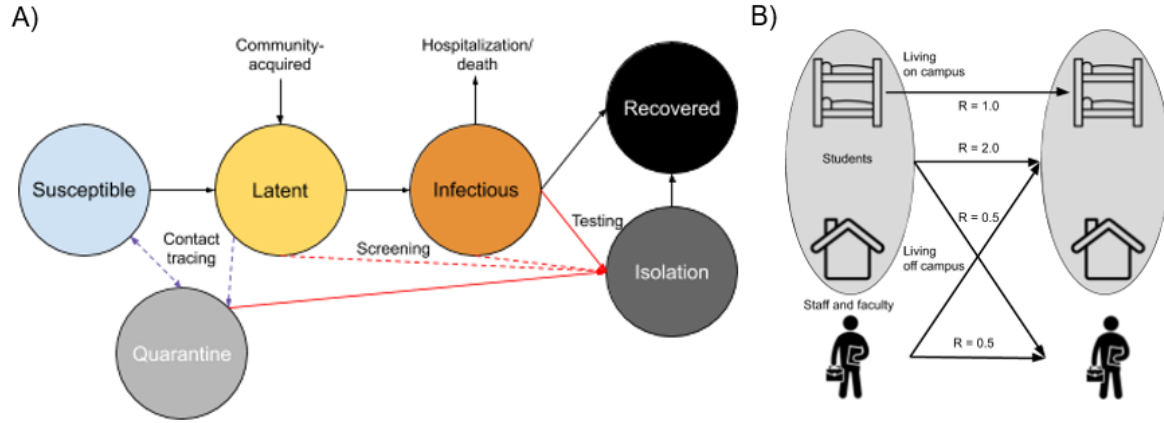 A)
Community-
acquired
Hospitalization/
death
Recovered
Susceptible
Latent
Infectious
Testing
Contact
tracing
Screening
Isolation
Quarantine
B)
Living
on campus
R = 1.0
Students
R = 2.0
R = 0.5
Living
off campus
Staff and faculty
R = 0.5